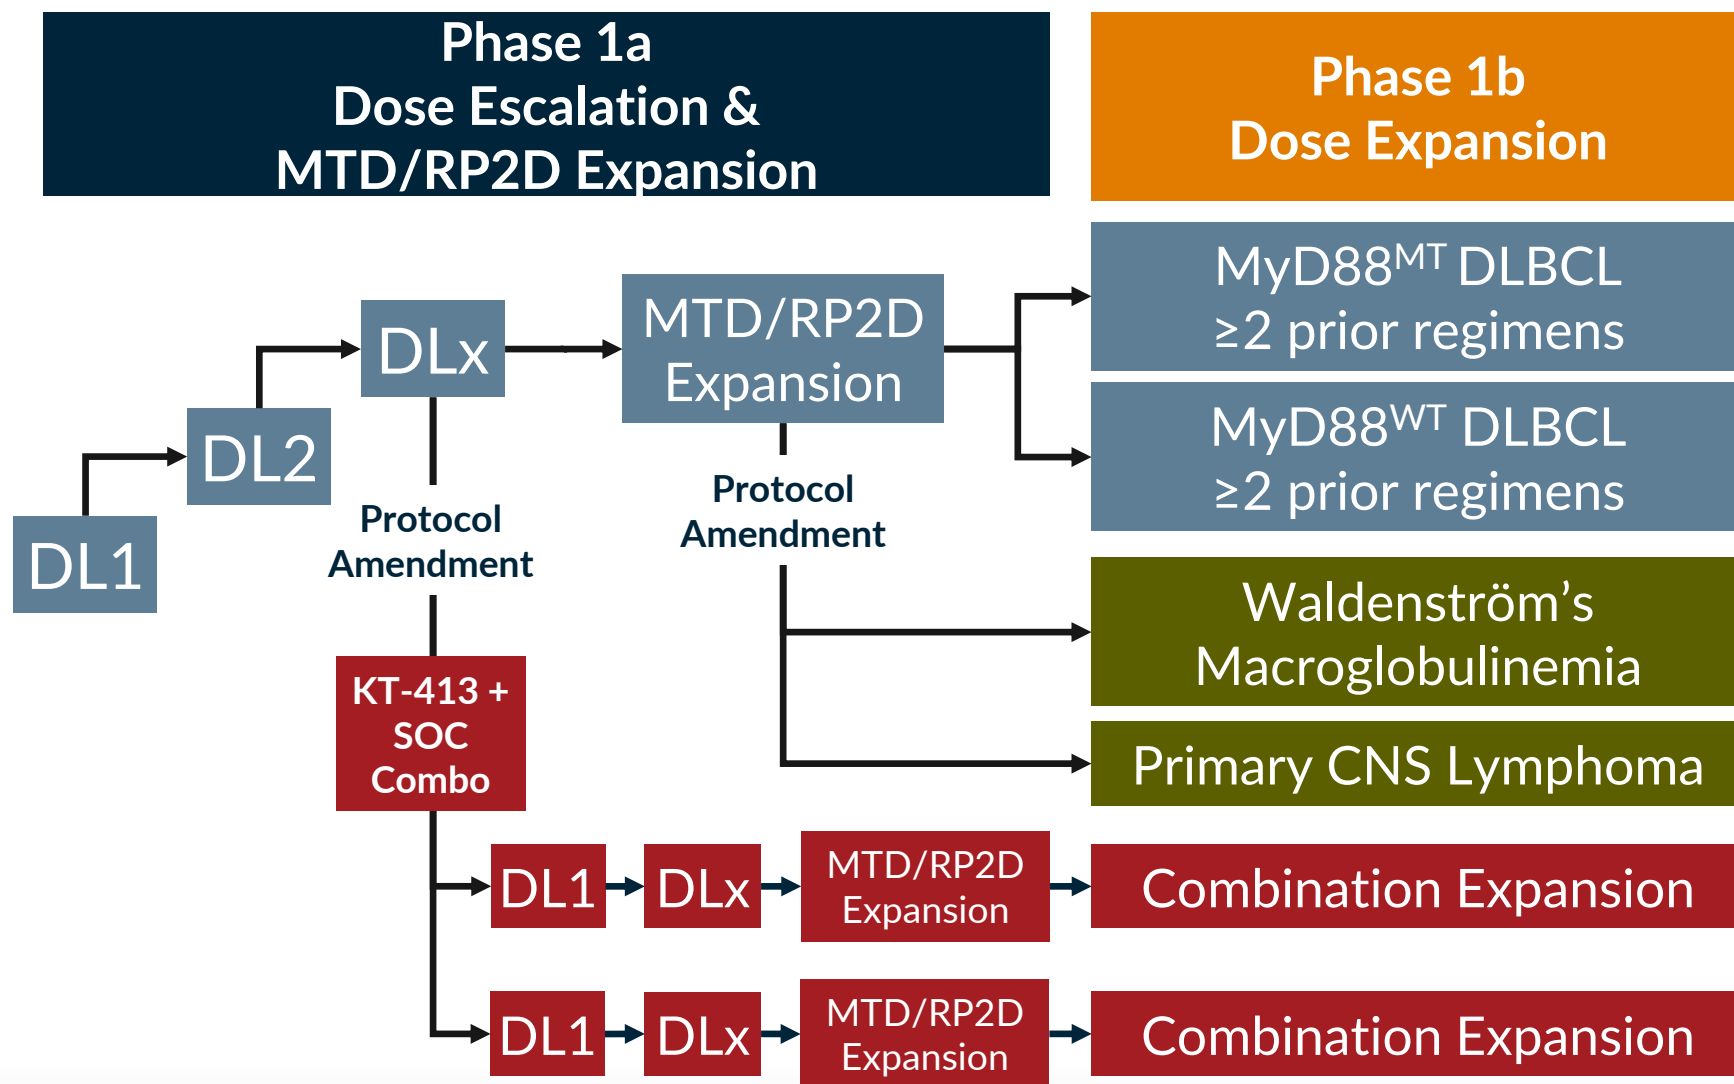 Phase 1a
Dose Escalation &
MTD/RP2D Expansion
Phase 1b
Dose Expansion
DL1
DL2
DLx
MTD/RP2D
Expansion
MyD88ᴹᵀ DLBCL
≥2 prior regimens
MyD88ᵂᵀ DLBCL
≥2 prior regimens
Protocol
Amendment
Protocol
Amendment
Waldenström’s
Macroglobulinemia
Primary CNS Lymphoma
KT-413 +
SOC
Combo
DL1
DLx
MTD/RP2D
Expansion
Combination Expansion
DL1
DLx
MTD/RP2D
Expansion
Combination Expansion